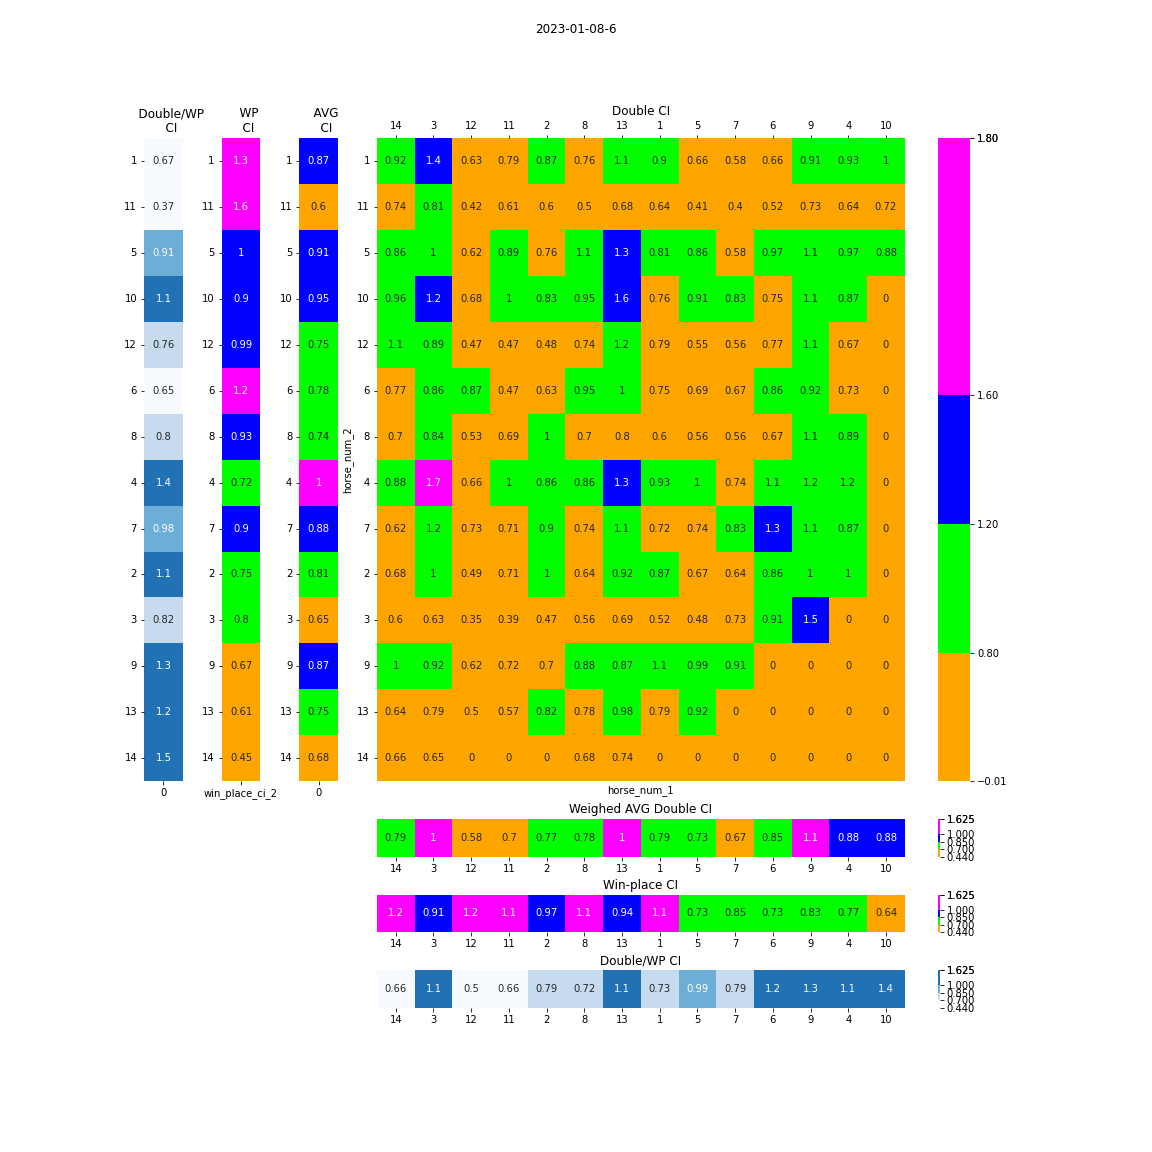 2023-01-08-6
Double/WP CI
WP CI
AVG CI
Double CI
14 3 12 11 2 8 13 1 5 7 6 9 4 10
1 0.67 1 1.3 1 0.87 1 0.92 1.4 0.63 0.79 0.87 0.76 1.1 0.9 0.66 0.58 0.66 0.91 0.93 1
11 0.37 11 1.6 11 0.6 11 0.74 0.81 0.42 0.61 0.6 0.5 0.68 0.64 0.41 0.4 0.52 0.73 0.64 0.72
5 0.91 5 1 5 0.91 5 0.86 1 0.62 0.89 0.76 1.1 1.3 0.81 0.86 0.58 0.97 1.1 0.97 0.88
10 1.1 10 0.9 10 0.95 10 0.96 1.2 0.68 1 0.83 0.95 1.6 0.76 0.91 0.83 0.75 1.1 0.87 0
12 0.76 12 0.99 12 0.75 12 1.1 0.89 0.47 0.47 0.48 0.74 1.2 0.79 0.55 0.56 0.77 1.1 0.67 0
6 0.65 6 1.2 6 0.78 6 0.77 0.86 0.87 0.47 0.63 0.95 1 0.75 0.69 0.67 0.86 0.92 0.73 0
8 0.8 8 0.93 8 0.74 8 0.7 0.84 0.53 0.69 1 0.7 0.8 0.6 0.56 0.56 0.67 1.1 0.89 0
horse_num_2
4 1.4 4 0.72 4 1 4 0.88 1.7 0.66 1 0.86 0.86 1.3 0.93 1 0.74 1.1 1.2 1.2 0
7 0.98 7 0.9 7 0.88 7 0.62 1.2 0.73 0.71 0.9 0.74 1.1 0.72 0.74 0.83 1.3 1.1 0.87 0
2 1.1 2 0.75 2 0.81 2 0.68 1 0.49 0.71 1 0.64 0.92 0.87 0.67 0.64 0.86 1 1 0
3 0.82 3 0.8 3 0.65 3 0.6 0.63 0.35 0.39 0.47 0.56 0.69 0.52 0.48 0.73 0.91 1.5 0 0
9 1.3 9 0.67 9 0.87 9 1 0.92 0.62 0.72 0.7 0.88 0.87 1.1 0.99 0.91 0 0 0 0
13 1.2 13 0.61 13 0.75 13 0.64 0.79 0.5 0.57 0.82 0.78 0.98 0.79 0.92 0 0 0 0 0
14 1.5 14 0.45 14 0.68 14 0.66 0.65 0 0 0 0.68 0.74 0 0 0 0 0 0 0
0 win_place_ci_2 0 horse_num_1
1.80
1.60
1.20
0.80
−0.01
Weighed AVG Double CI
0.79 1 0.58 0.7 0.77 0.78 1 0.79 0.73 0.67 0.85 1.1 0.88 0.88
14 3 12 11 2 8 13 1 5 7 6 9 4 10
1.625
1.000
0.850
0.700
0.440
Win-place CI
1.2 0.91 1.2 1.1 0.97 1.1 0.94 1.1 0.73 0.85 0.73 0.83 0.77 0.64
14 3 12 11 2 8 13 1 5 7 6 9 4 10
1.625
1.000
0.850
0.700
0.440
Double/WP CI
0.66 1.1 0.5 0.66 0.79 0.72 1.1 0.73 0.99 0.79 1.2 1.3 1.1 1.4
14 3 12 11 2 8 13 1 5 7 6 9 4 10
1.625
1.000
0.850
0.700
0.440